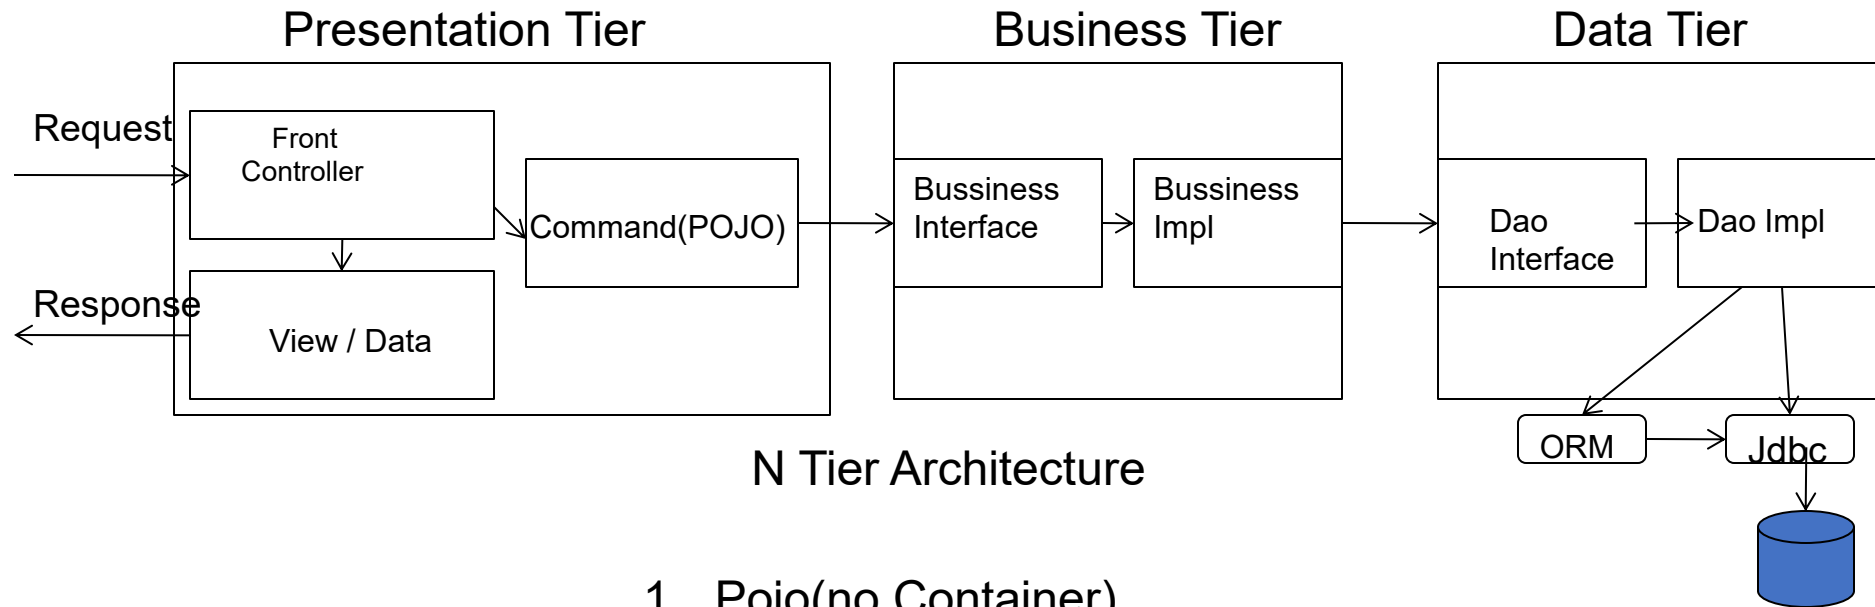 Presentation Tier
Business Tier
Data Tier
Request
Front
Controller
Command(POJO)
Bussiness
Interface
Bussiness
Impl
Dao
Interface
Dao Impl
Response
View / Data
ORM
Jdbc
N Tier Architecture
1 Pojo(no Container)